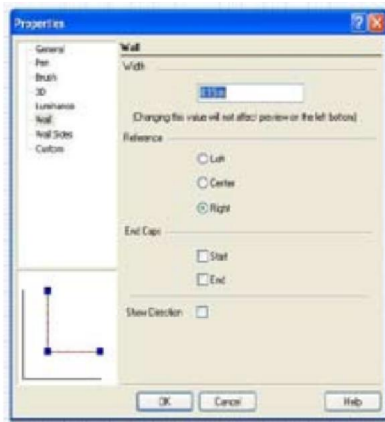 Properties
General
Pen
Brush
3D
Luminance
Wall
Wall Sides
Custom
Wall
Width
(Changing this value will not affect preview on the left bottom)
Reference
Left
Center
Right
End Caps
Start
End
Show Direction
OK
Cancel
Help